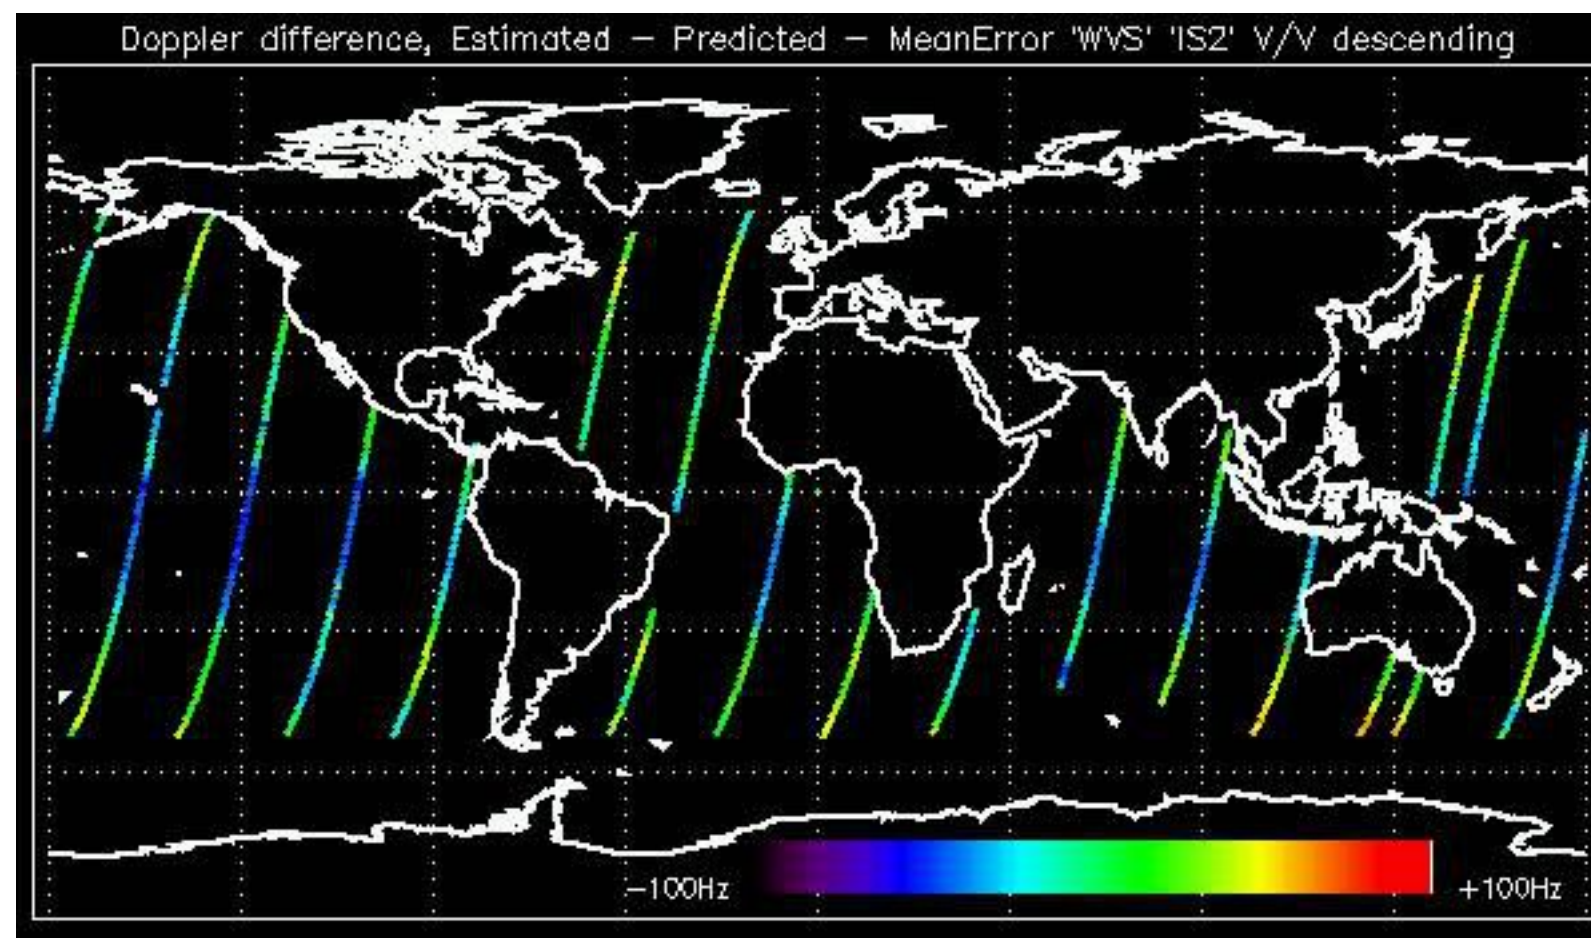 Doppler difference, Estimated – Predicted – MeanError 'WVS' 'IS2' V/V descending
–100Hz +100Hz